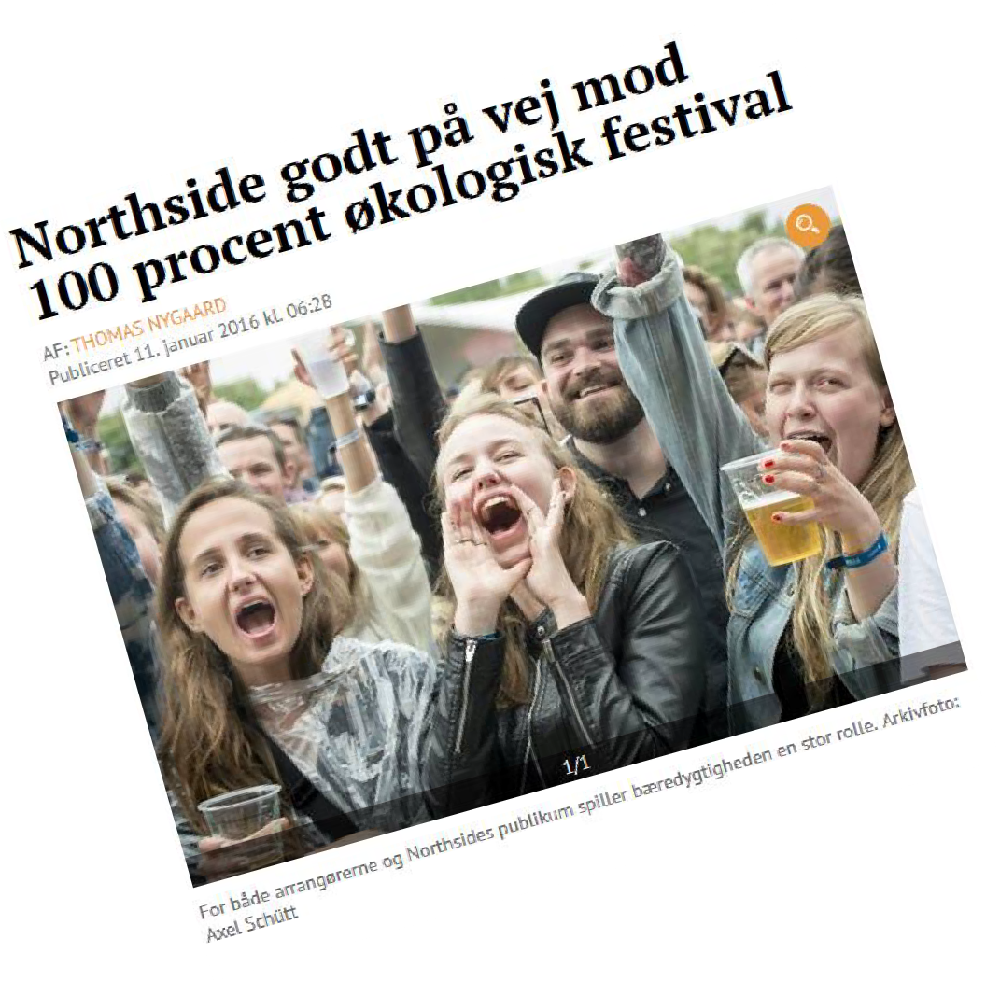 Northside godt på vej mod
100 procent økologisk festival
AF: THOMAS NYGAARD
Publiceret 11. januar 2016 kl. 06:28
1/1
For både arrangørerne og Northsides publikum spiller bæredygtigheden en stor rolle. Arkivfoto:
Axel Schütt